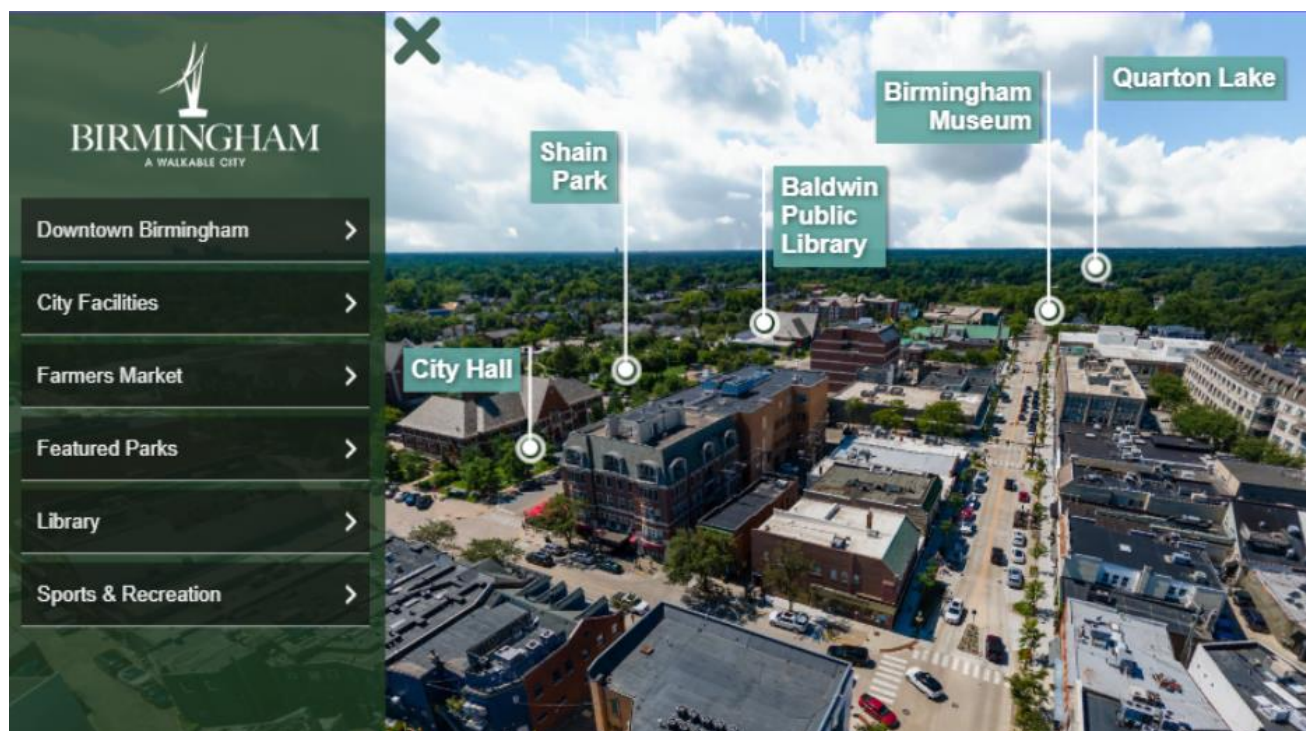 BIRMINGHAM
A WALKABLE CITY
Downtown Birmingham
City Facilities
Farmers Market
Featured Parks
Library
Sports & Recreation
City Hall
Shain
Park
Baldwin
Public
Library
Birmingham
Museum
Quarton Lake